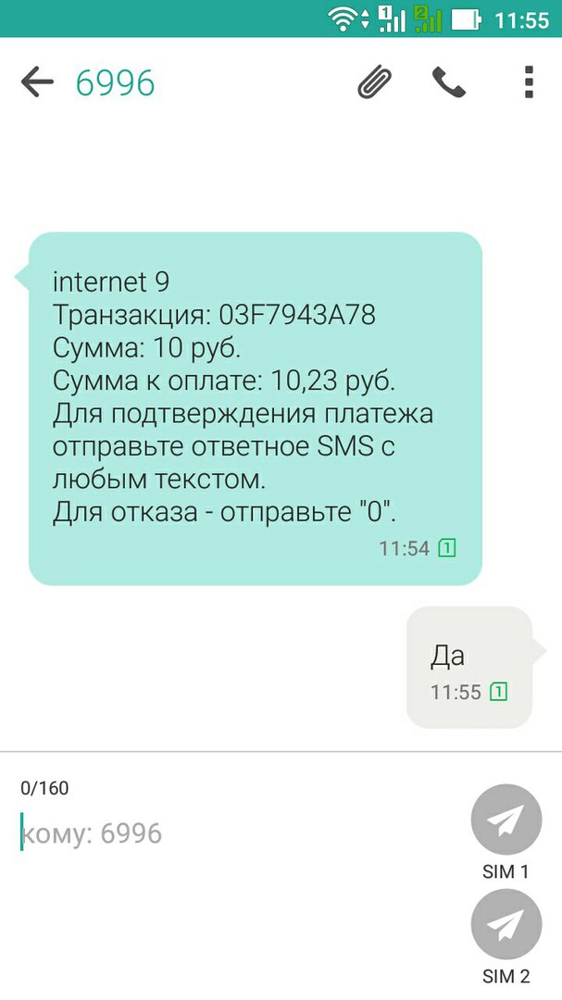 1 2 11:55
6996
internet 9
Транзакция: 03F7943A78
Сумма: 10 руб.
Сумма к оплате: 10,23 руб.
Для подтверждения платежа
отправьте ответное SMS с
любым текстом.
Для отказа - отправьте "0".
11:54 1
Да
11:55 1
0/160
кому: 6996
SIM 1
SIM 2